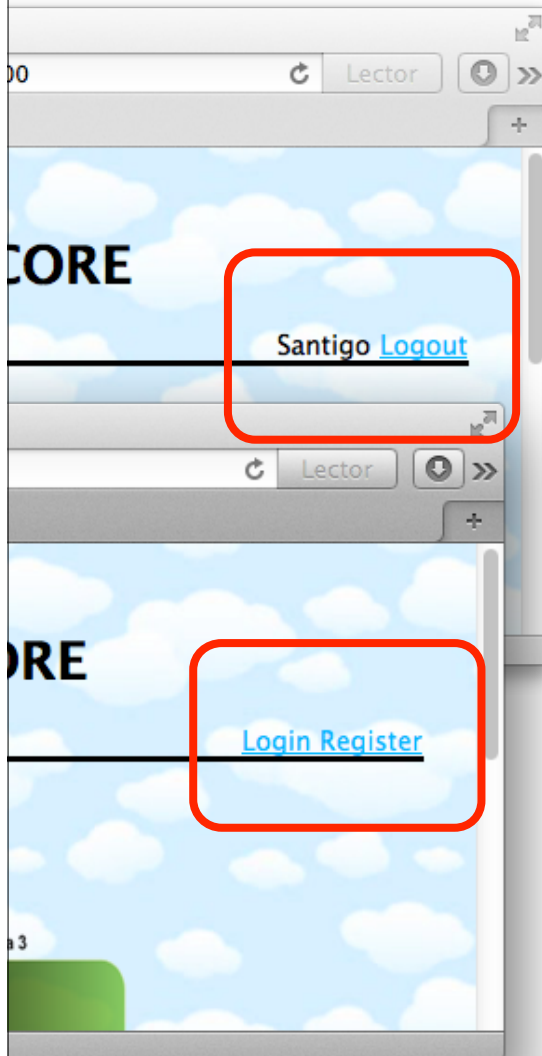 00 Lector
CORE
Santigo Logout
Lector
ORE
Login Register
a 3